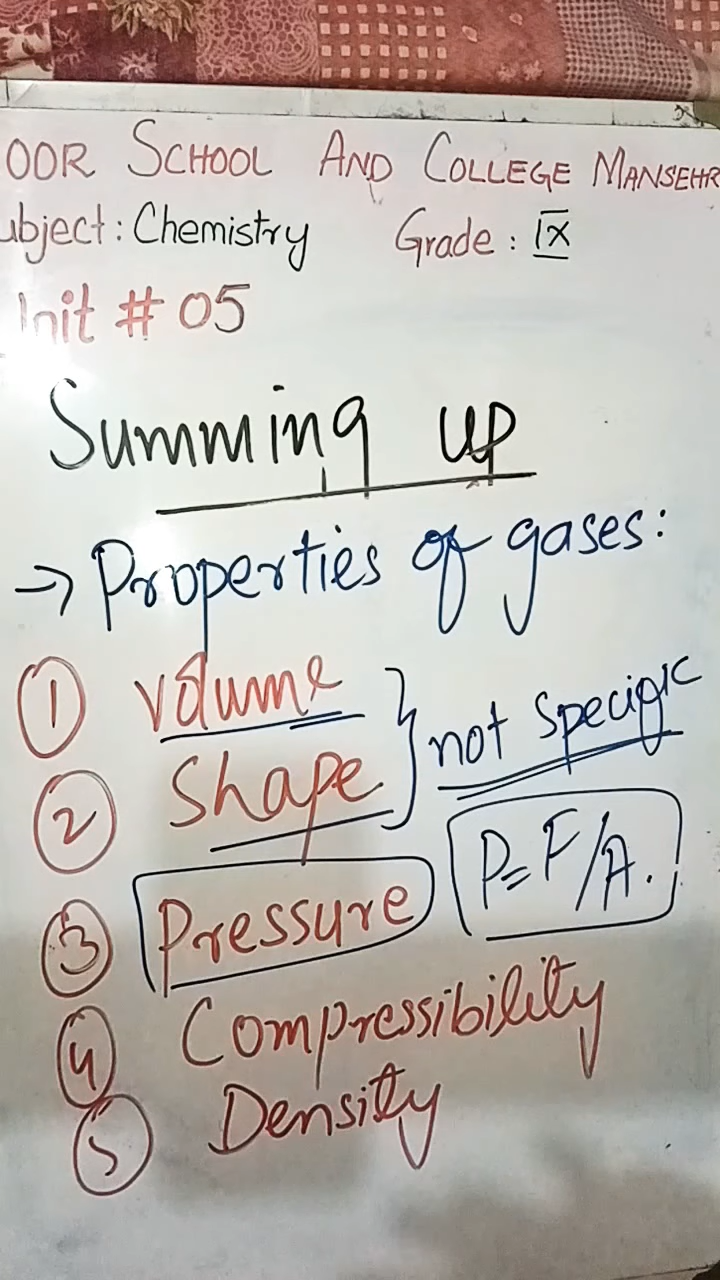 OOR SCHOOL AND COLLEGE MANSEHR
ubject: Chemistry Grade: IX
Unit # 05
Summing up
→ Properties of gases:
① Volume
② Shape } not specific
③ Pressure P=F/A.
④ Compressibility
⑤ Density